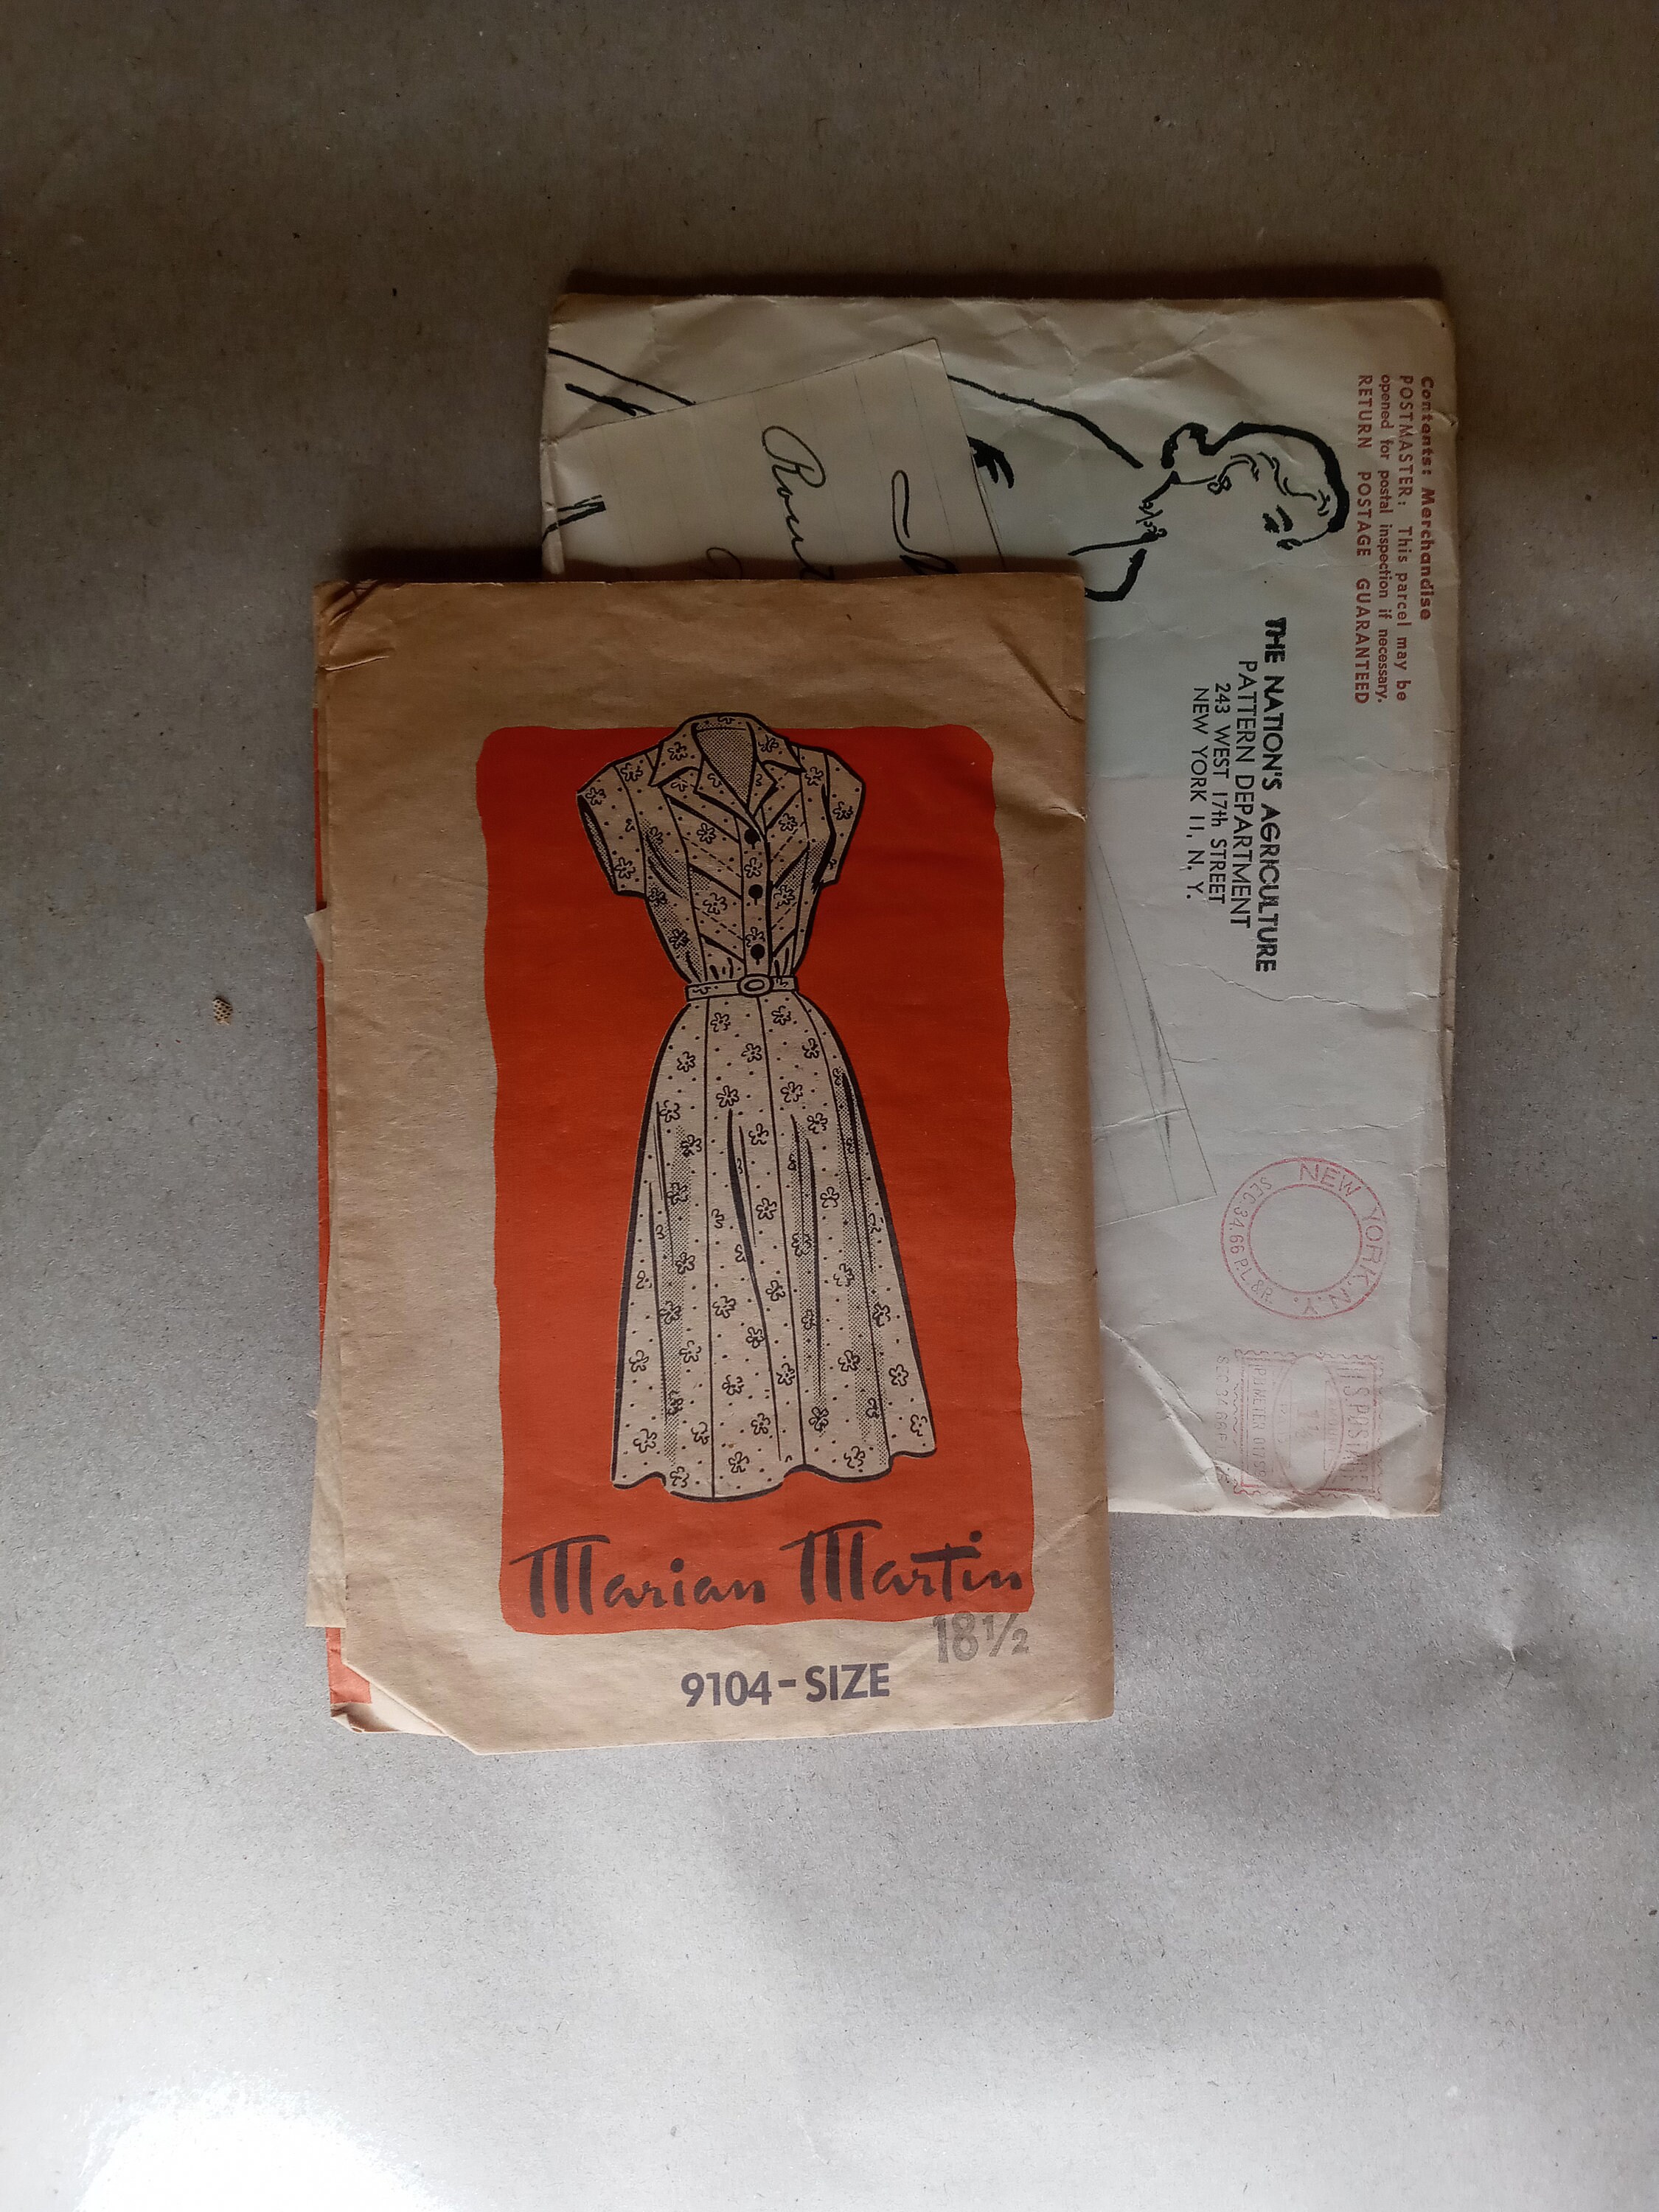 Contents: Merchandise
POSTMASTER: This parcel may be
opened for postal inspection if necessary.
RETURN POSTAGE GUARANTEED
THE NATION'S AGRICULTURE
PATTERN DEPARTMENT
243 WEST 17th STREET
NEW YORK 11, N. Y.
NEW YORK, N.Y.
SEC. 34.66 P.L.&R.
U.S. POSTAGE
Marian Martin
18½
9104-SIZE